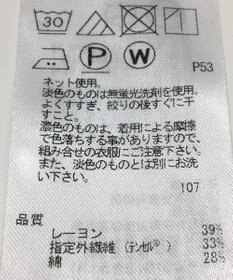 30
P W
P53
ネット使用。
淡色のものは無蛍光洗剤を使用。
よくすすぎ、絞りの後すぐに干
すこと。
濃色のものは、着用による摩擦
で色落ちする事がありますので、
組み合せの衣服にご注意下さい。
また、淡色のものとは別にお洗
い下さい。
107
品質
レーヨン 39%
指定外繊維(テンセル®) 33%
綿 28%